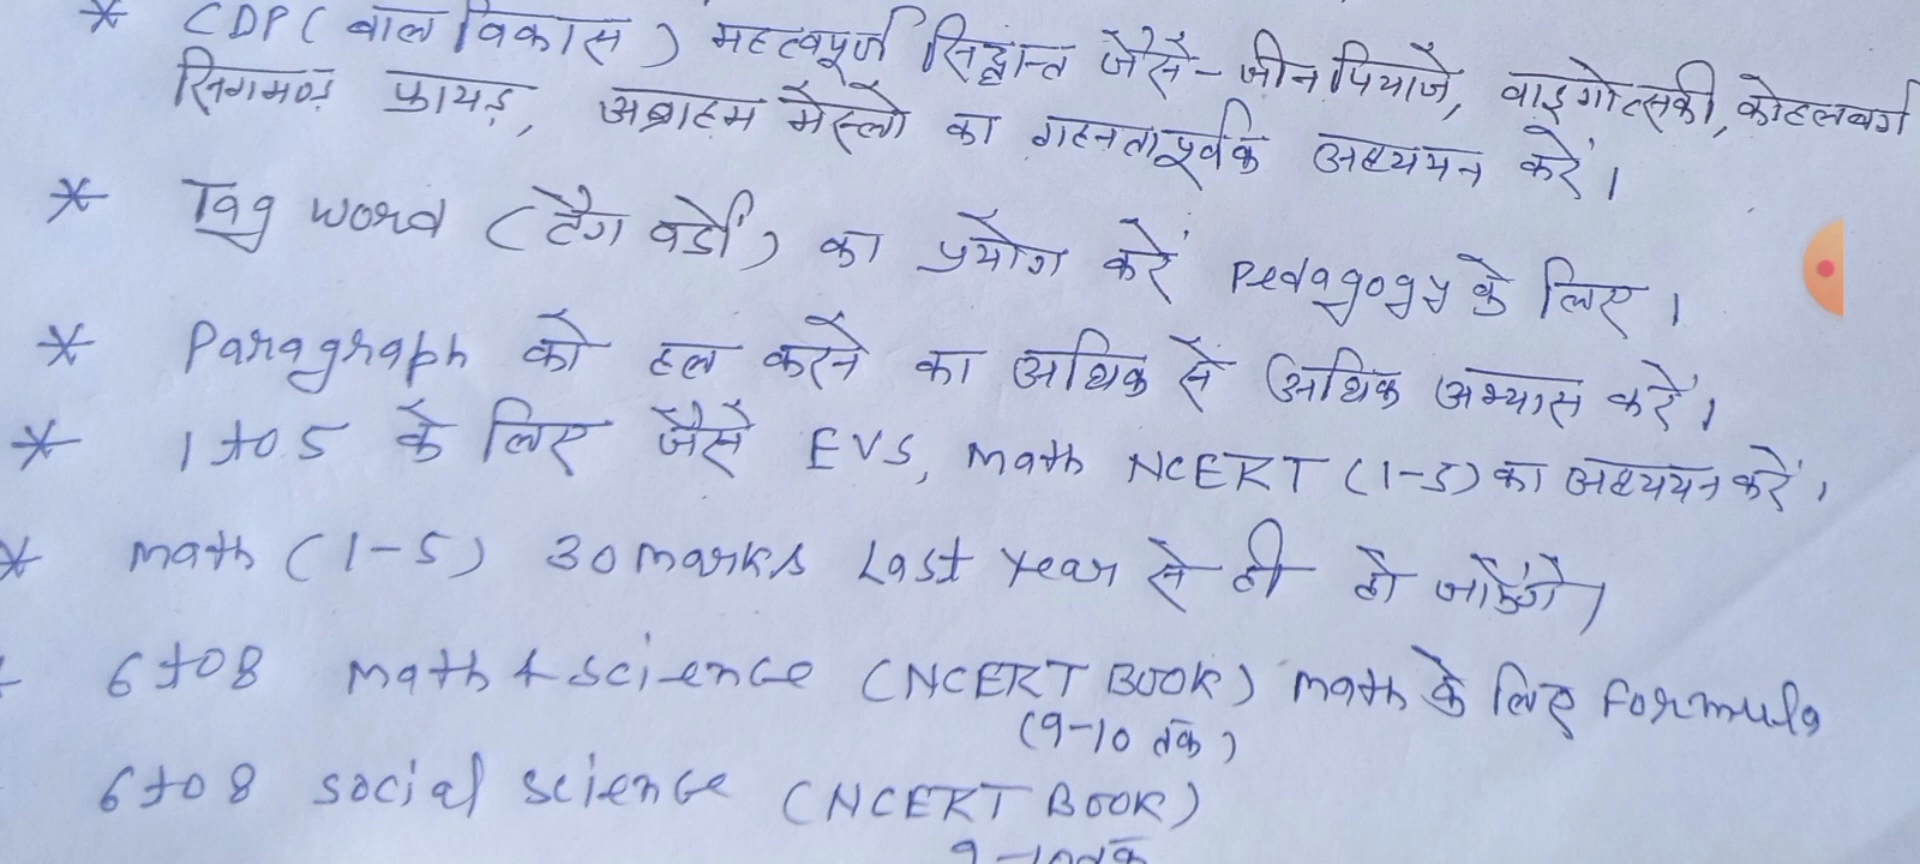 * CDP ( बाल विकास ) महत्वपूर्ण सिद्धान्त जैसे - जीन पियाजे, वाइगोत्सकी, कोहलबर्ग
सिगमण्ड फ्रायड, अब्राहम मैस्लो का गहनतापूर्वक अध्ययन करें।
* Tag word ( टैग वर्डों ) का प्रयोग करें Pedagogy के लिए।
* Paragraph को हल करने का अधिक से अधिक अभ्यास करें।
* 1 to 5 के लिए जैसे EVS, Math NCERT (1-5) का अध्ययन करें।
* Math (1-5) 30 marks Last Year से ही हो जाऐंगे।
6 to 8 Math & science (NCERT BOOK) Math के लिए Formula
(9-10 तक)
6 to 8 social science (NCERT BOOK)
9-10 तक